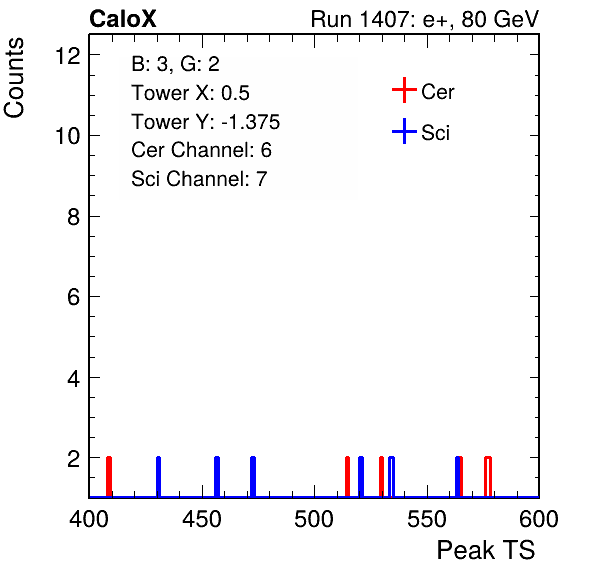 CaloX
Run 1407: e+, 80 GeV
Counts
12
10
8
6
4
2
B: 3, G: 2
Tower X: 0.5
Tower Y: -1.375
Cer Channel: 6
Sci Channel: 7
Cer
Sci
400
450
500
550
600
Peak TS